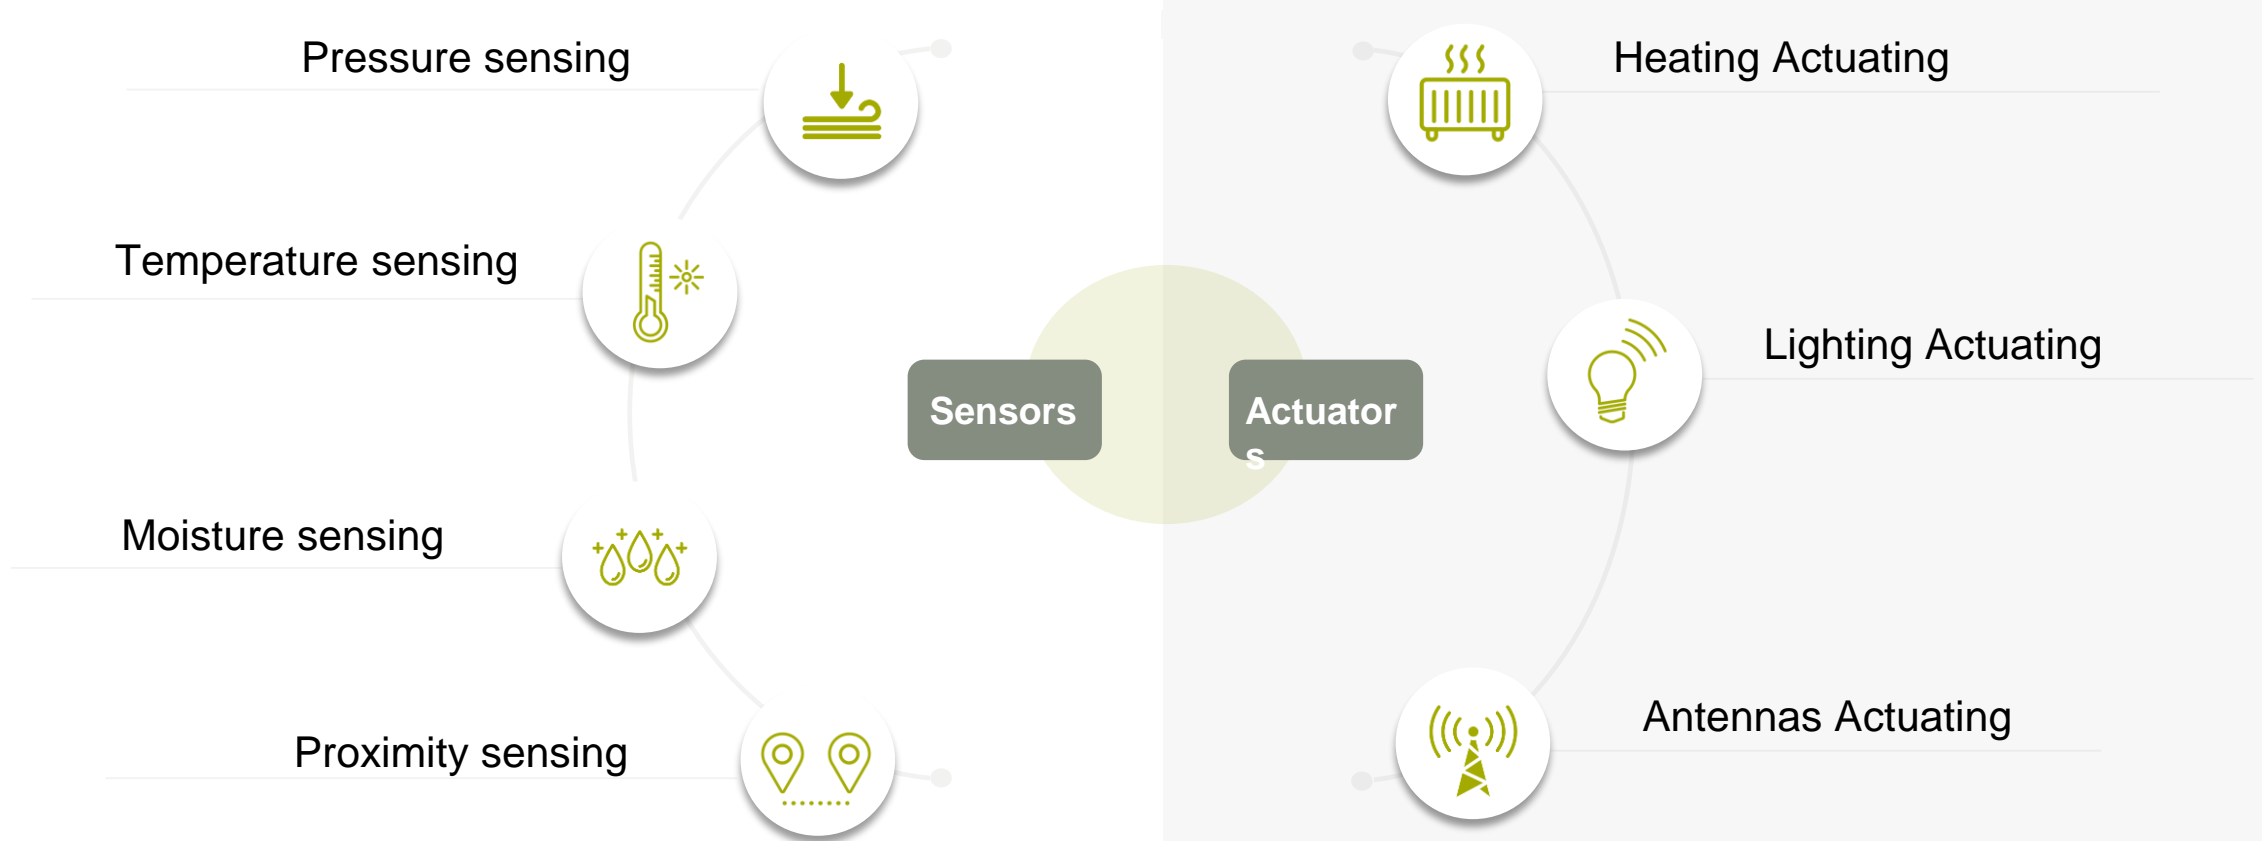 Pressure sensing
Temperature sensing
Moisture sensing
Proximity sensing
Sensors
Actuator
s
Heating Actuating
Lighting Actuating
Antennas Actuating